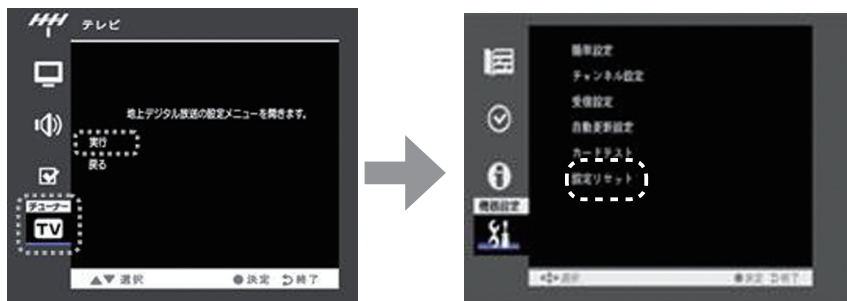 テレビ
地上デジタル放送の設定メニューを開きます。
実行
戻る
チューナー
TV
▲▼ 選択 ●決定 ⮌終了
簡単設定
チャンネル設定
受信設定
自動更新設定
カードテスト
設定リセット
機器設定
選択 ●決定 ⮌終了